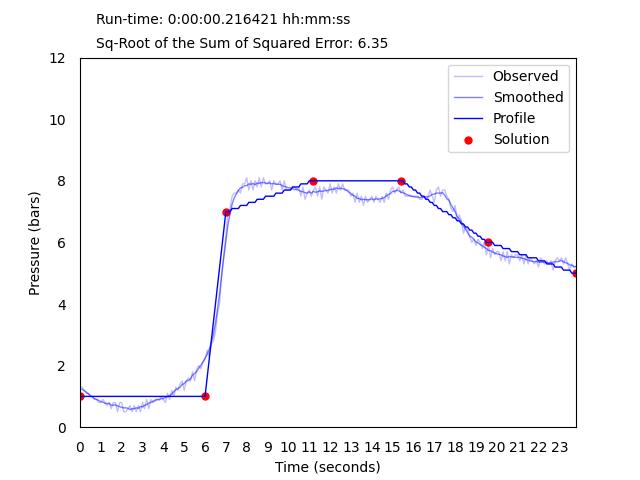 Run-time: 0:00:00.216421 hh:mm:ss
Sq-Root of the Sum of Squared Error: 6.35
Observed
Smoothed
Profile
Solution
12
10
8
6
4
2
0
Pressure (bars)
0 1 2 3 4 5 6 7 8 9 10 11 12 13 14 15 16 17 18 19 20 21 22 23
Time (seconds)